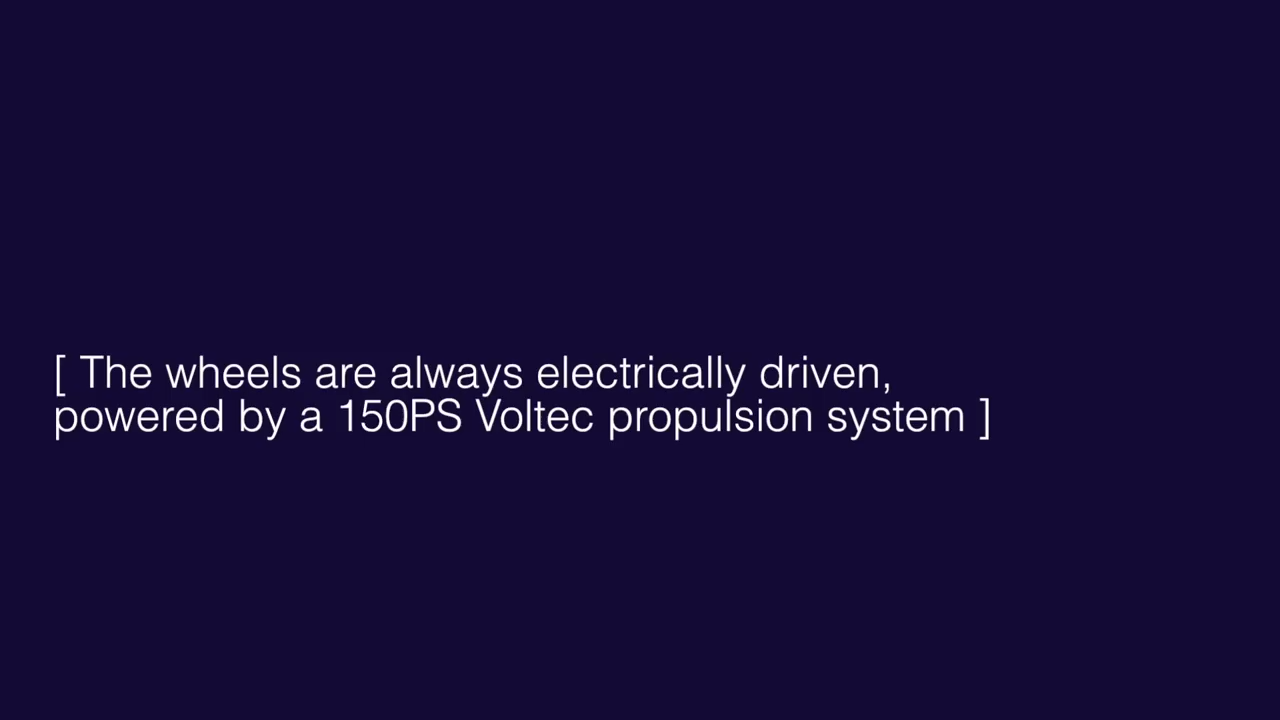 [ The wheels are always electrically driven,
powered by a 150PS Voltec propulsion system ]